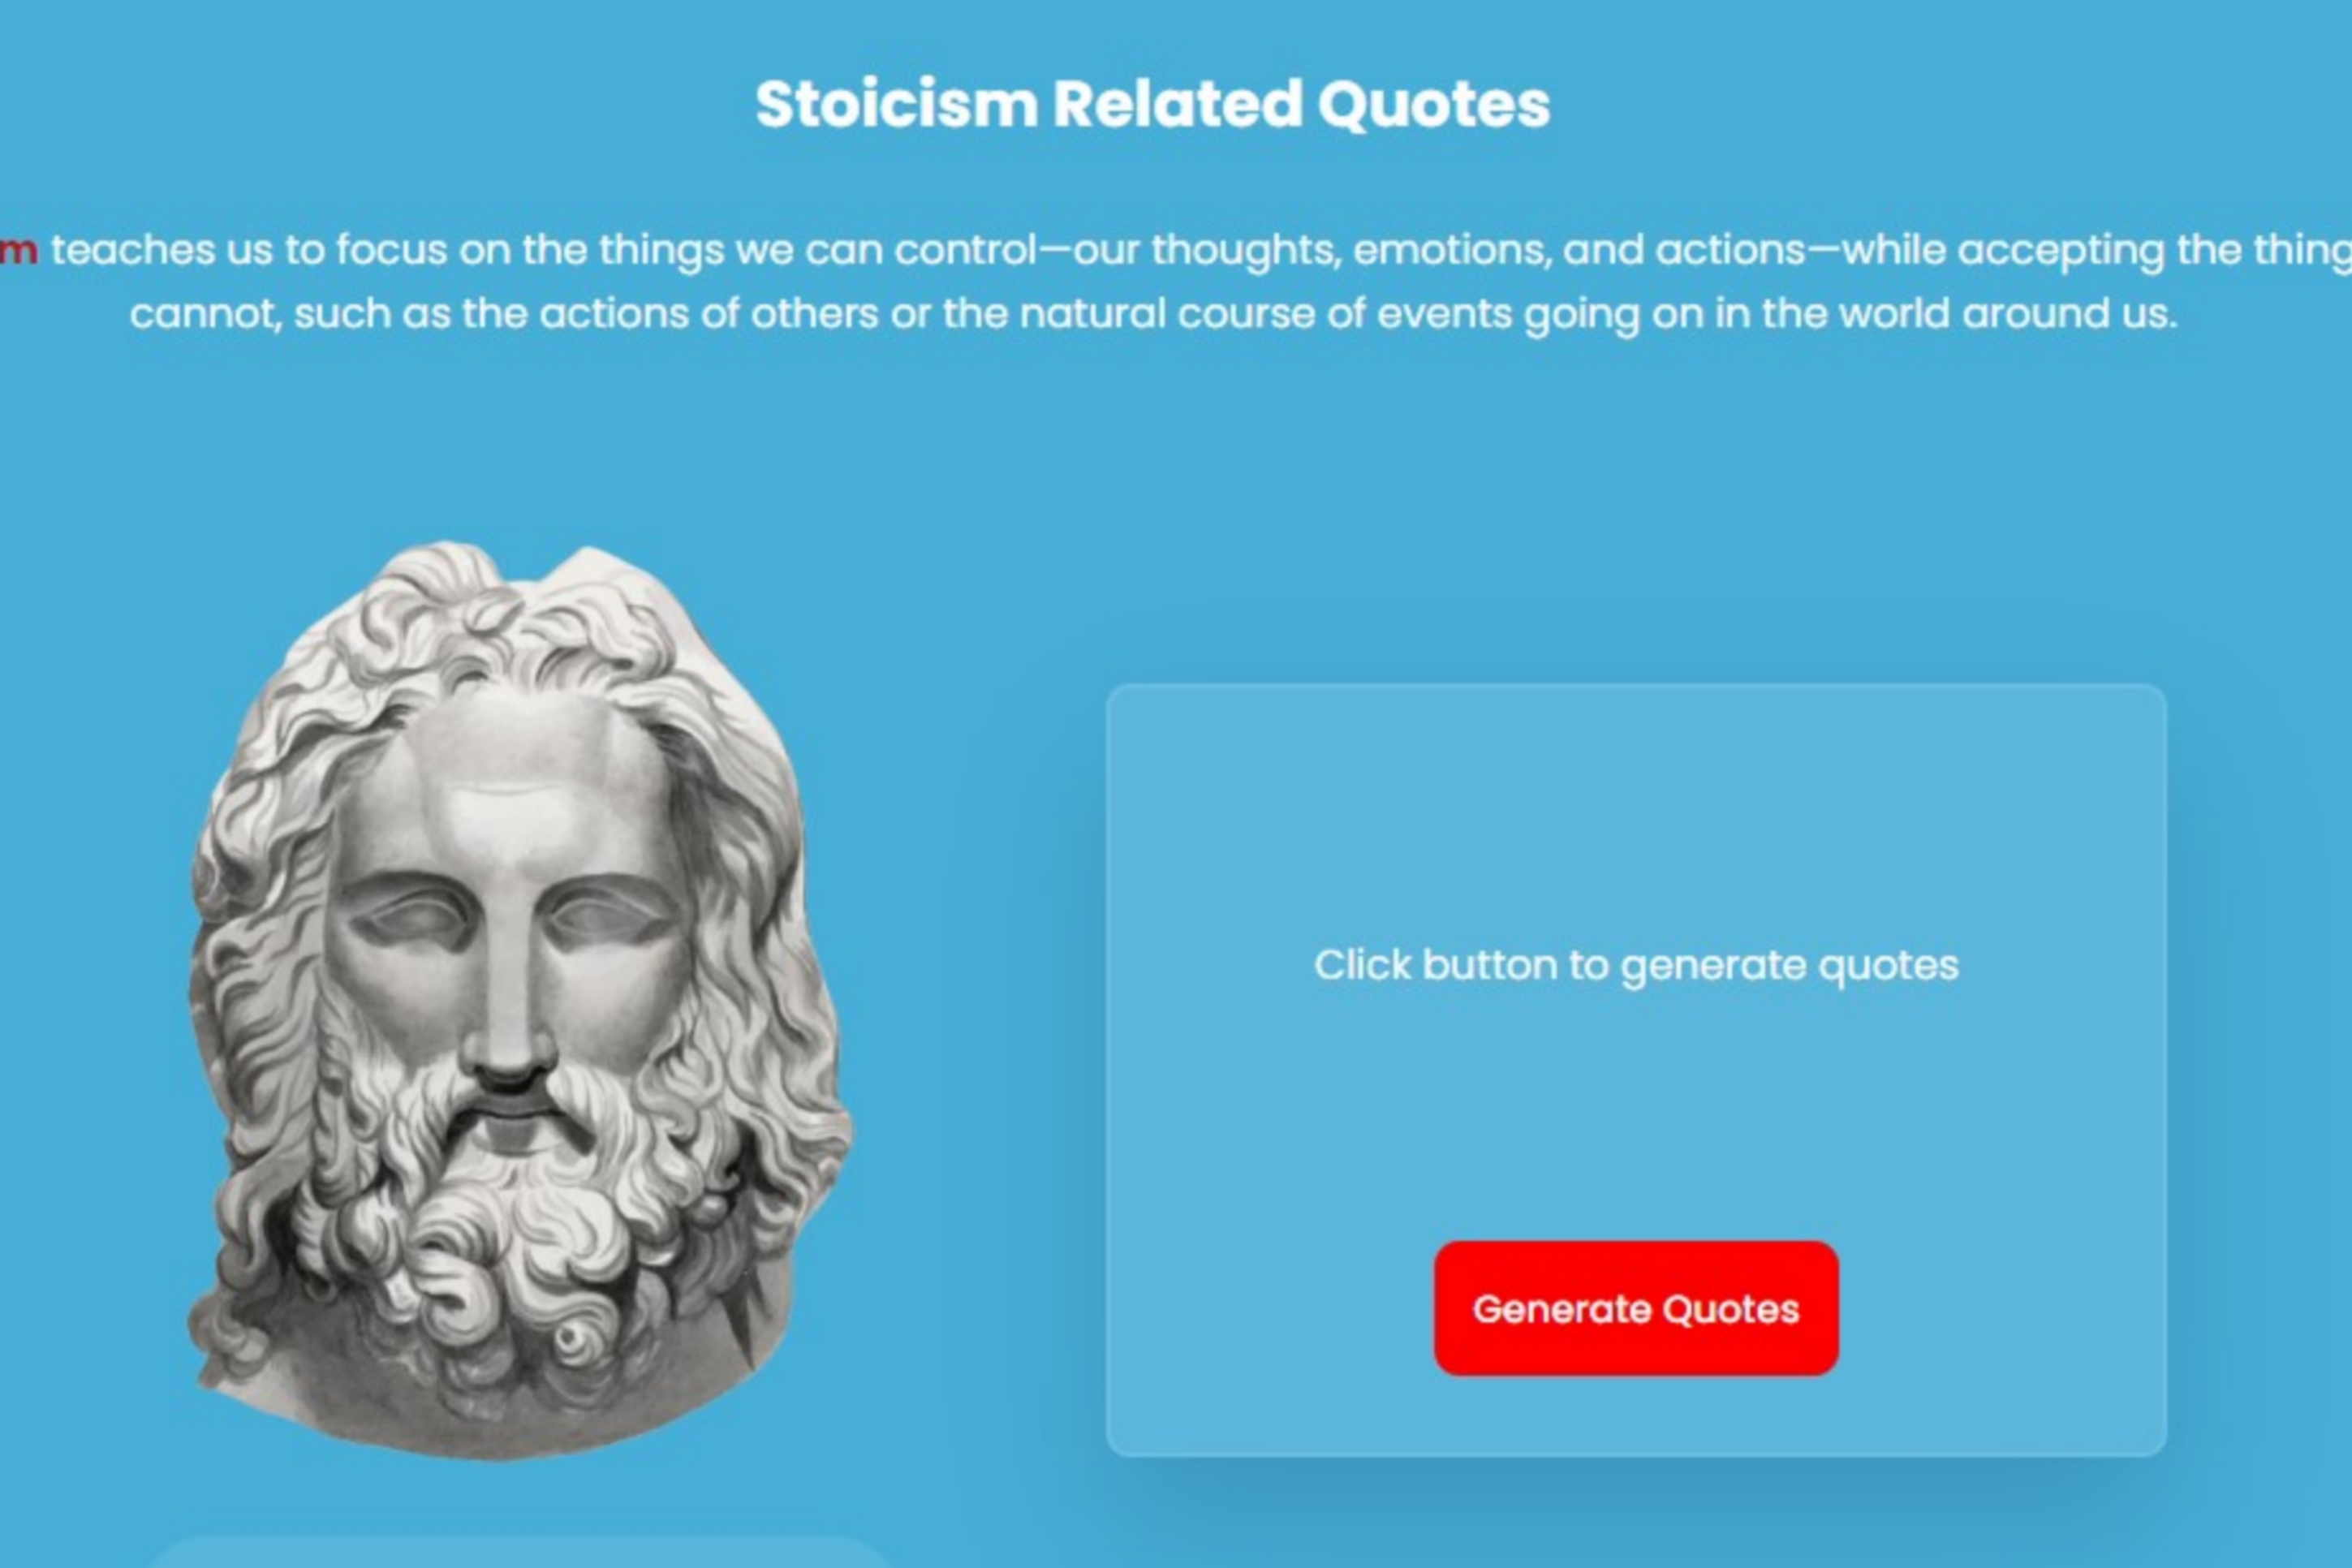 Stoicism Related Quotes
m teaches us to focus on the things we can control—our thoughts, emotions, and actions—while accepting the thing
cannot, such as the actions of others or the natural course of events going on in the world around us.
Click button to generate quotes
Generate Quotes